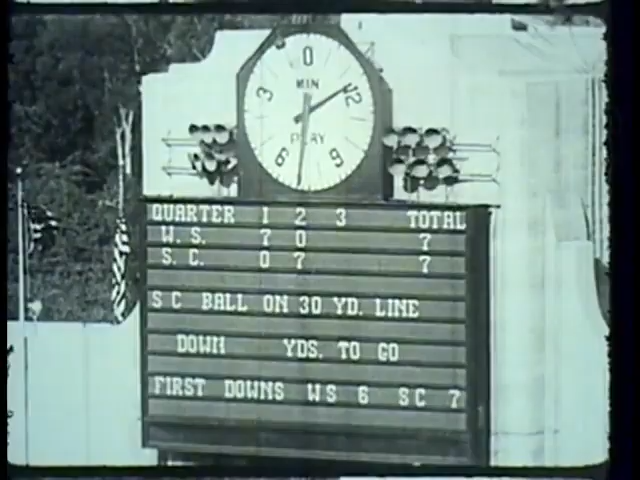 0
MIN
3 12
PLAY
6 9
QUARTER 1 2 3 TOTAL
W. S. 7 0 7
S. C. 0 7 7
S C BALL ON 30 YD. LINE
DOWN YDS. TO GO
FIRST DOWNS WS 6 SC 7